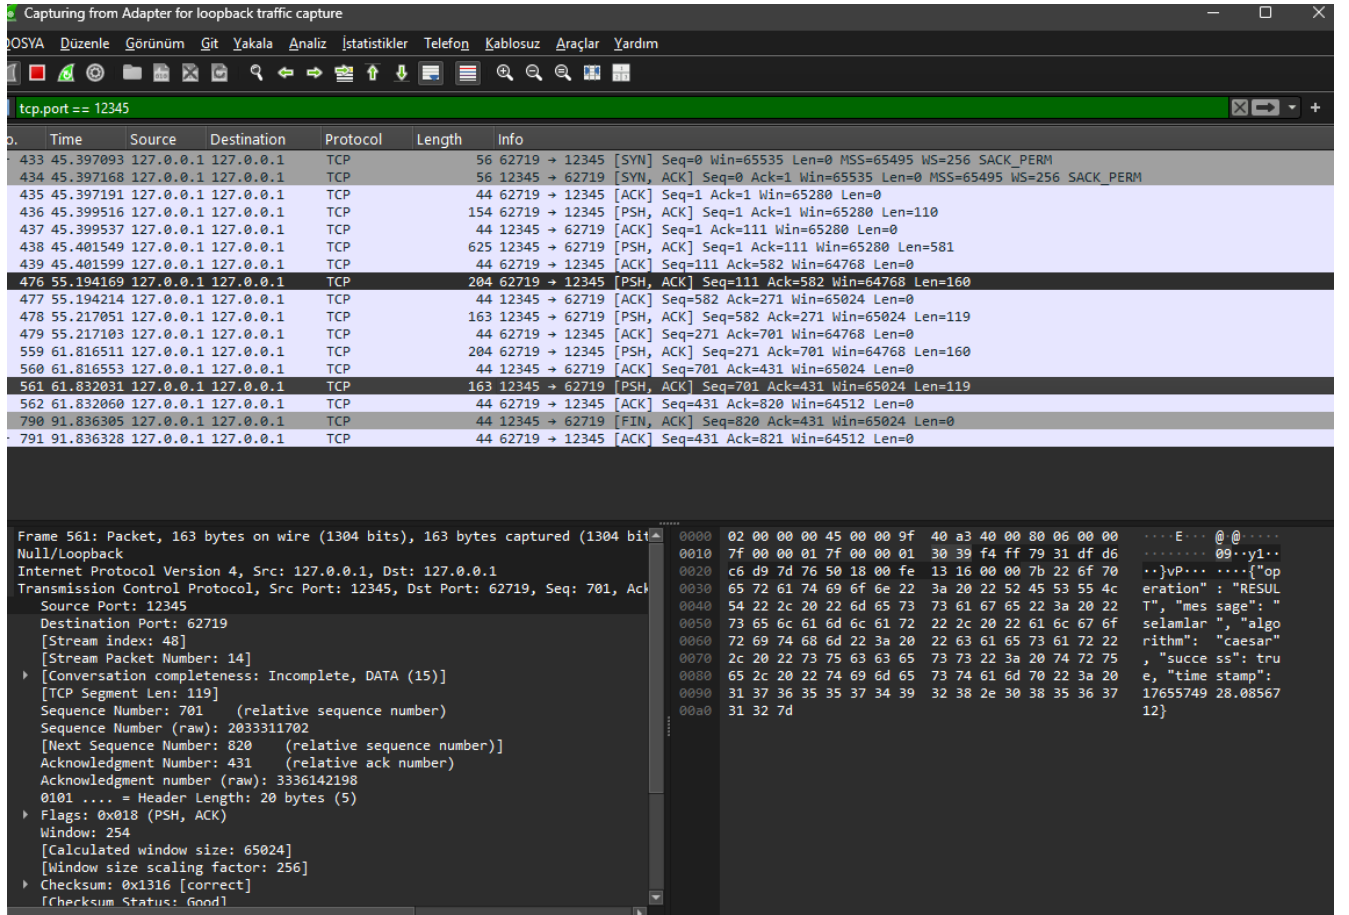 Capturing from Adapter for loopback traffic capture
DOSYA Düzenle Görünüm Git Yakala Analiz İstatistikler Telefon Kablosuz Araçlar Yardım
tcp.port == 12345
o. Time Source Destination Protocol Length Info
433 45.397093 127.0.0.1 127.0.0.1 TCP 56 62719 → 12345 [SYN] Seq=0 Win=65535 Len=0 MSS=65495 WS=256 SACK_PERM
434 45.397168 127.0.0.1 127.0.0.1 TCP 56 12345 → 62719 [SYN, ACK] Seq=0 Ack=1 Win=65535 Len=0 MSS=65495 WS=256 SACK_PERM
435 45.397191 127.0.0.1 127.0.0.1 TCP 44 62719 → 12345 [ACK] Seq=1 Ack=1 Win=65280 Len=0
436 45.399516 127.0.0.1 127.0.0.1 TCP 154 62719 → 12345 [PSH, ACK] Seq=1 Ack=1 Win=65280 Len=110
437 45.399537 127.0.0.1 127.0.0.1 TCP 44 12345 → 62719 [ACK] Seq=1 Ack=111 Win=65280 Len=0
438 45.401549 127.0.0.1 127.0.0.1 TCP 625 12345 → 62719 [PSH, ACK] Seq=1 Ack=111 Win=65280 Len=581
439 45.401599 127.0.0.1 127.0.0.1 TCP 44 62719 → 12345 [ACK] Seq=111 Ack=582 Win=64768 Len=0
476 55.194169 127.0.0.1 127.0.0.1 TCP 204 62719 → 12345 [PSH, ACK] Seq=111 Ack=582 Win=64768 Len=160
477 55.194214 127.0.0.1 127.0.0.1 TCP 44 12345 → 62719 [ACK] Seq=582 Ack=271 Win=65024 Len=0
478 55.217051 127.0.0.1 127.0.0.1 TCP 163 12345 → 62719 [PSH, ACK] Seq=582 Ack=271 Win=65024 Len=119
479 55.217103 127.0.0.1 127.0.0.1 TCP 44 62719 → 12345 [ACK] Seq=271 Ack=701 Win=64768 Len=0
559 61.816511 127.0.0.1 127.0.0.1 TCP 204 62719 → 12345 [PSH, ACK] Seq=271 Ack=701 Win=64768 Len=160
560 61.816553 127.0.0.1 127.0.0.1 TCP 44 12345 → 62719 [ACK] Seq=701 Ack=431 Win=65024 Len=0
561 61.832031 127.0.0.1 127.0.0.1 TCP 163 12345 → 62719 [PSH, ACK] Seq=701 Ack=431 Win=65024 Len=119
562 61.832060 127.0.0.1 127.0.0.1 TCP 44 62719 → 12345 [ACK] Seq=431 Ack=820 Win=64512 Len=0
790 91.836305 127.0.0.1 127.0.0.1 TCP 44 12345 → 62719 [FIN, ACK] Seq=820 Ack=431 Win=65024 Len=0
791 91.836328 127.0.0.1 127.0.0.1 TCP 44 62719 → 12345 [ACK] Seq=431 Ack=821 Win=64512 Len=0
Frame 561: Packet, 163 bytes on wire (1304 bits), 163 bytes captured (1304 bit
Null/Loopback
Internet Protocol Version 4, Src: 127.0.0.1, Dst: 127.0.0.1
Transmission Control Protocol, Src Port: 12345, Dst Port: 62719, Seq: 701, Ack
Source Port: 12345
Destination Port: 62719
[Stream index: 48]
[Stream Packet Number: 14]
[Conversation completeness: Incomplete, DATA (15)]
[TCP Segment Len: 119]
Sequence Number: 701 (relative sequence number)
Sequence Number (raw): 2033311702
[Next Sequence Number: 820 (relative sequence number)]
Acknowledgment Number: 431 (relative ack number)
Acknowledgment number (raw): 3336142198
0101 .... = Header Length: 20 bytes (5)
Flags: 0x018 (PSH, ACK)
Window: 254
[Calculated window size: 65024]
[Window size scaling factor: 256]
Checksum: 0x1316 [correct]
[Checksum Status: Good]
0000 02 00 00 00 45 00 00 9f 40 a3 40 00 80 06 00 00 ····E··· @·@·····
0010 7f 00 00 01 7f 00 00 01 30 39 f4 ff 79 31 df d6 ········ 09··y1··
0020 c6 d9 7d 76 50 18 00 fe 13 16 00 00 7b 22 6f 70 ··}vP··· ····{"op
0030 65 72 61 74 69 6f 6e 22 3a 20 22 52 45 53 55 4c eration" : "RESUL
0040 54 22 2c 20 22 6d 65 73 73 61 67 65 22 3a 20 22 T", "mes sage": "
0050 73 65 6c 61 6d 6c 61 72 22 2c 20 22 61 6c 67 6f selamlar ", "algo
0060 72 69 74 68 6d 22 3a 20 22 63 61 65 73 61 72 22 rithm": "caesar"
0070 2c 20 22 73 75 63 63 65 73 73 22 3a 20 74 72 75 , "succe ss": tru
0080 65 2c 20 22 74 69 6d 65 73 74 61 6d 70 22 3a 20 e, "time stamp":
0090 31 37 36 35 35 37 34 39 32 38 2e 30 38 35 36 37 17655749 28.08567
00a0 31 32 7d 12}